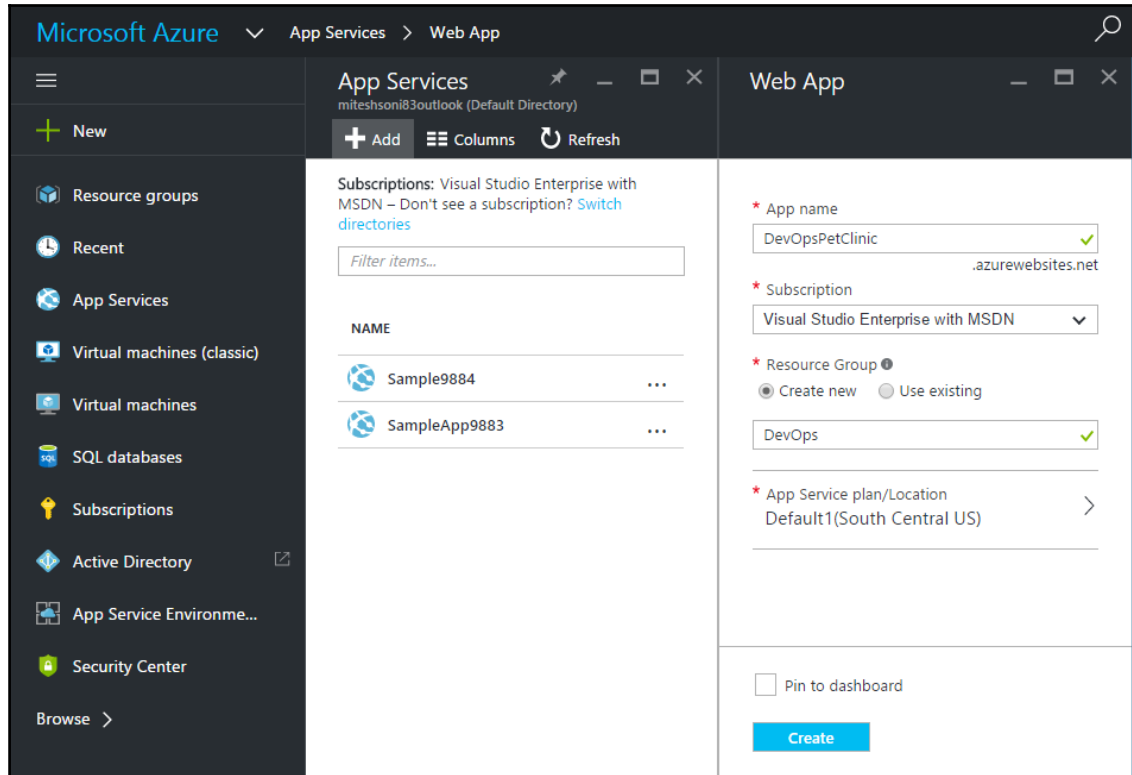 Microsoft Azure App Services > Web App
New
Resource groups
Recent
App Services
Virtual machines (classic)
Virtual machines
SQL databases
SQL
Subscriptions
Active Directory
App Service Environme...
Security Center
Browse >
App Services
miteshsoni83outlook (Default Directory)
Add Columns Refresh
Subscriptions: Visual Studio Enterprise with
MSDN – Don't see a subscription? Switch
directories
Filter items...
NAME
Sample9884 ...
SampleApp9883 ...
Web App
* App name
DevOpsPetClinic
.azurewebsites.net
* Subscription
Visual Studio Enterprise with MSDN
* Resource Group
Create new Use existing
DevOps
* App Service plan/Location
Default1(South Central US)
Pin to dashboard
Create